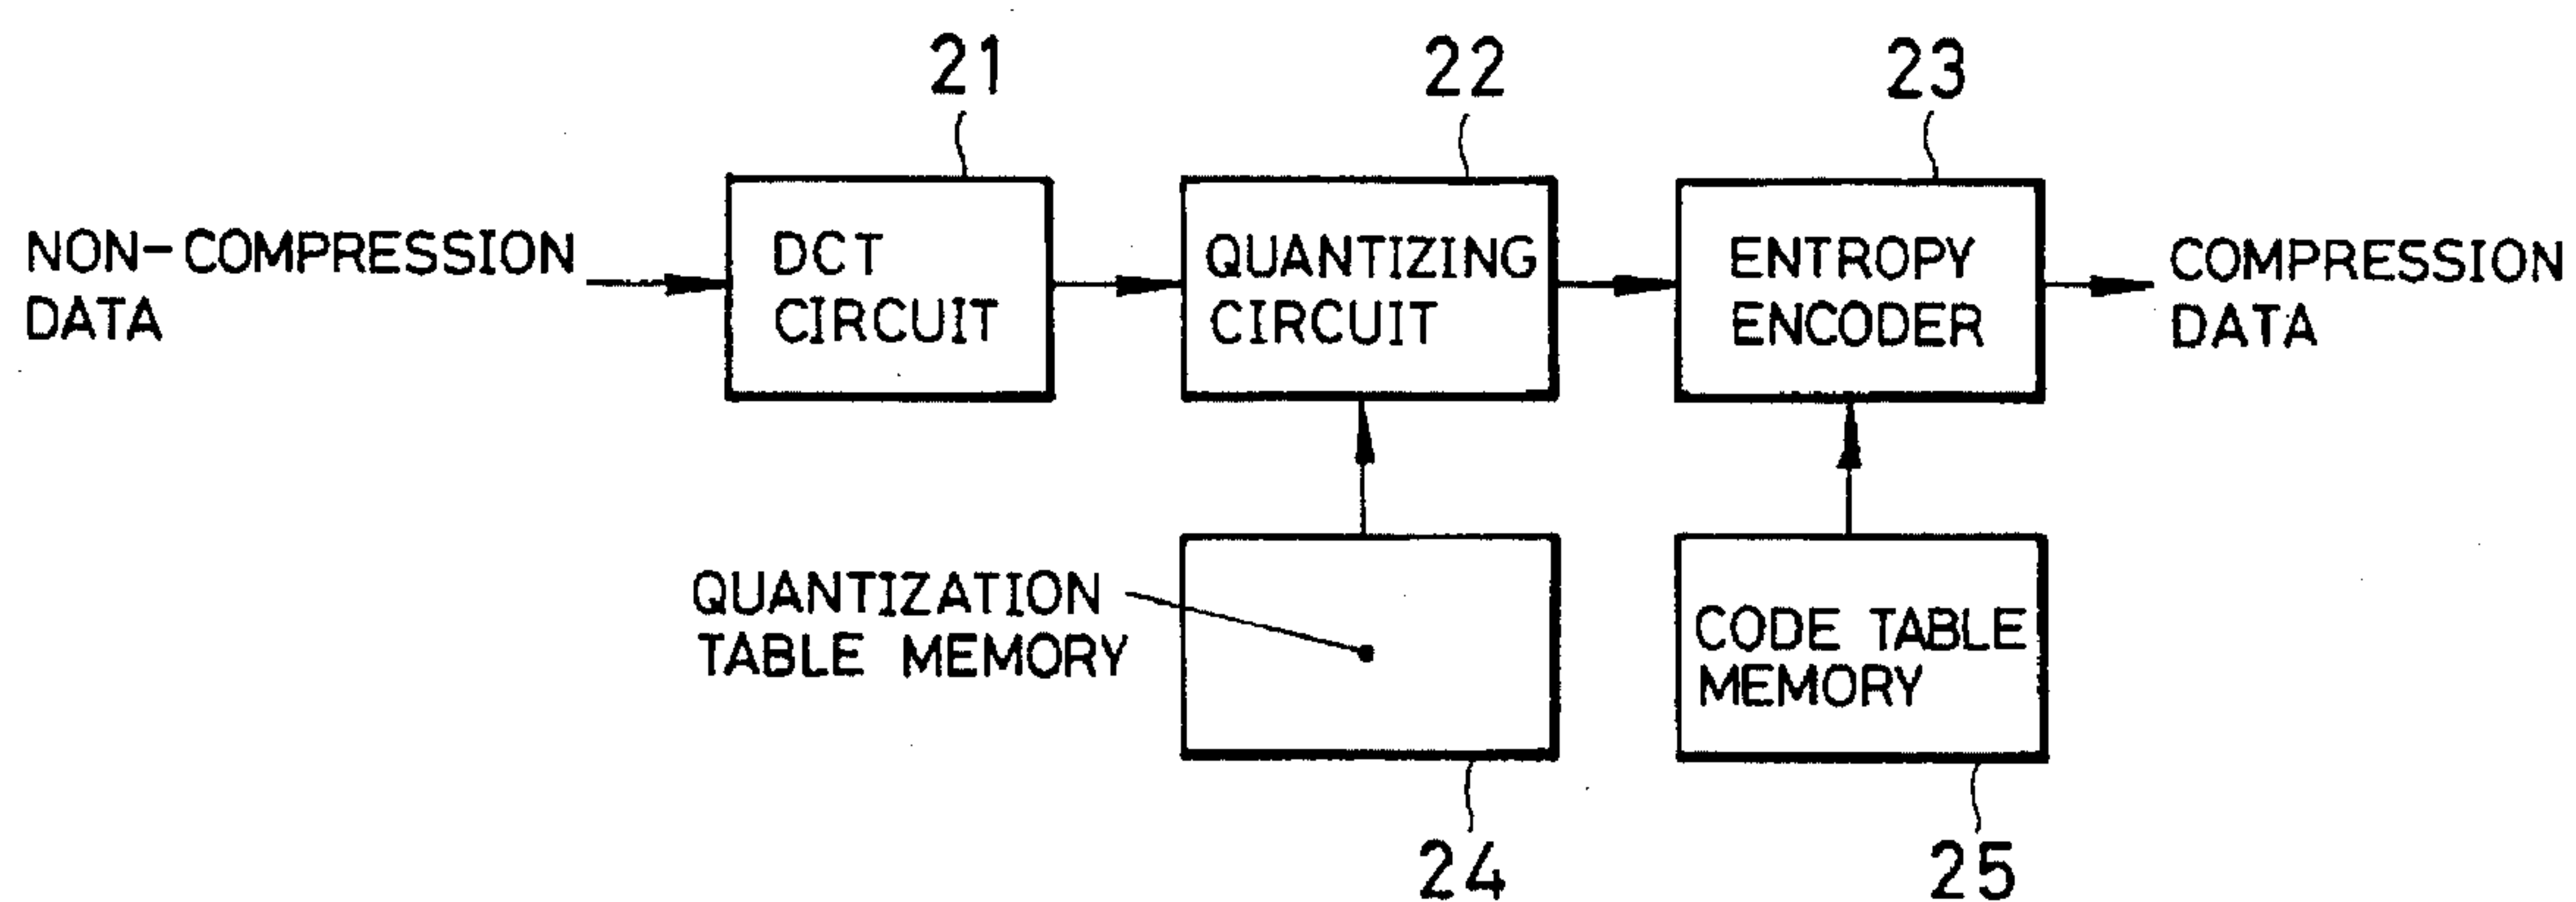 21
22
23
NON-COMPRESSION
DATA
DCT
CIRCUIT
QUANTIZING
CIRCUIT
ENTROPY
ENCODER
COMPRESSION
DATA
QUANTIZATION
TABLE MEMORY
CODE TABLE
MEMORY
24
25